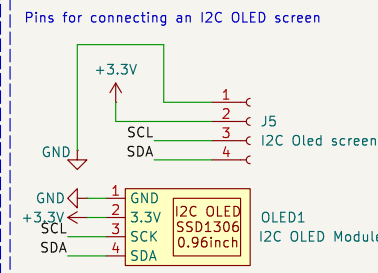 Pins for connecting an I2C OLED screen
+3.3V
1
2 J5
SCL 3 I2C Oled screen
SDA 4
GND
GND 1 GND
+3.3V 2 3.3V
SCL 3 SCK
SDA 4 SDA
I2C OLED
SSD1306
0.96inch
OLED1
I2C OLED Module